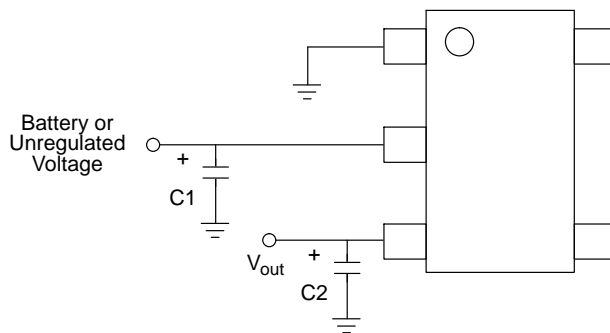 Battery or
Unregulated
Voltage
+
C1
Vout
+
C2